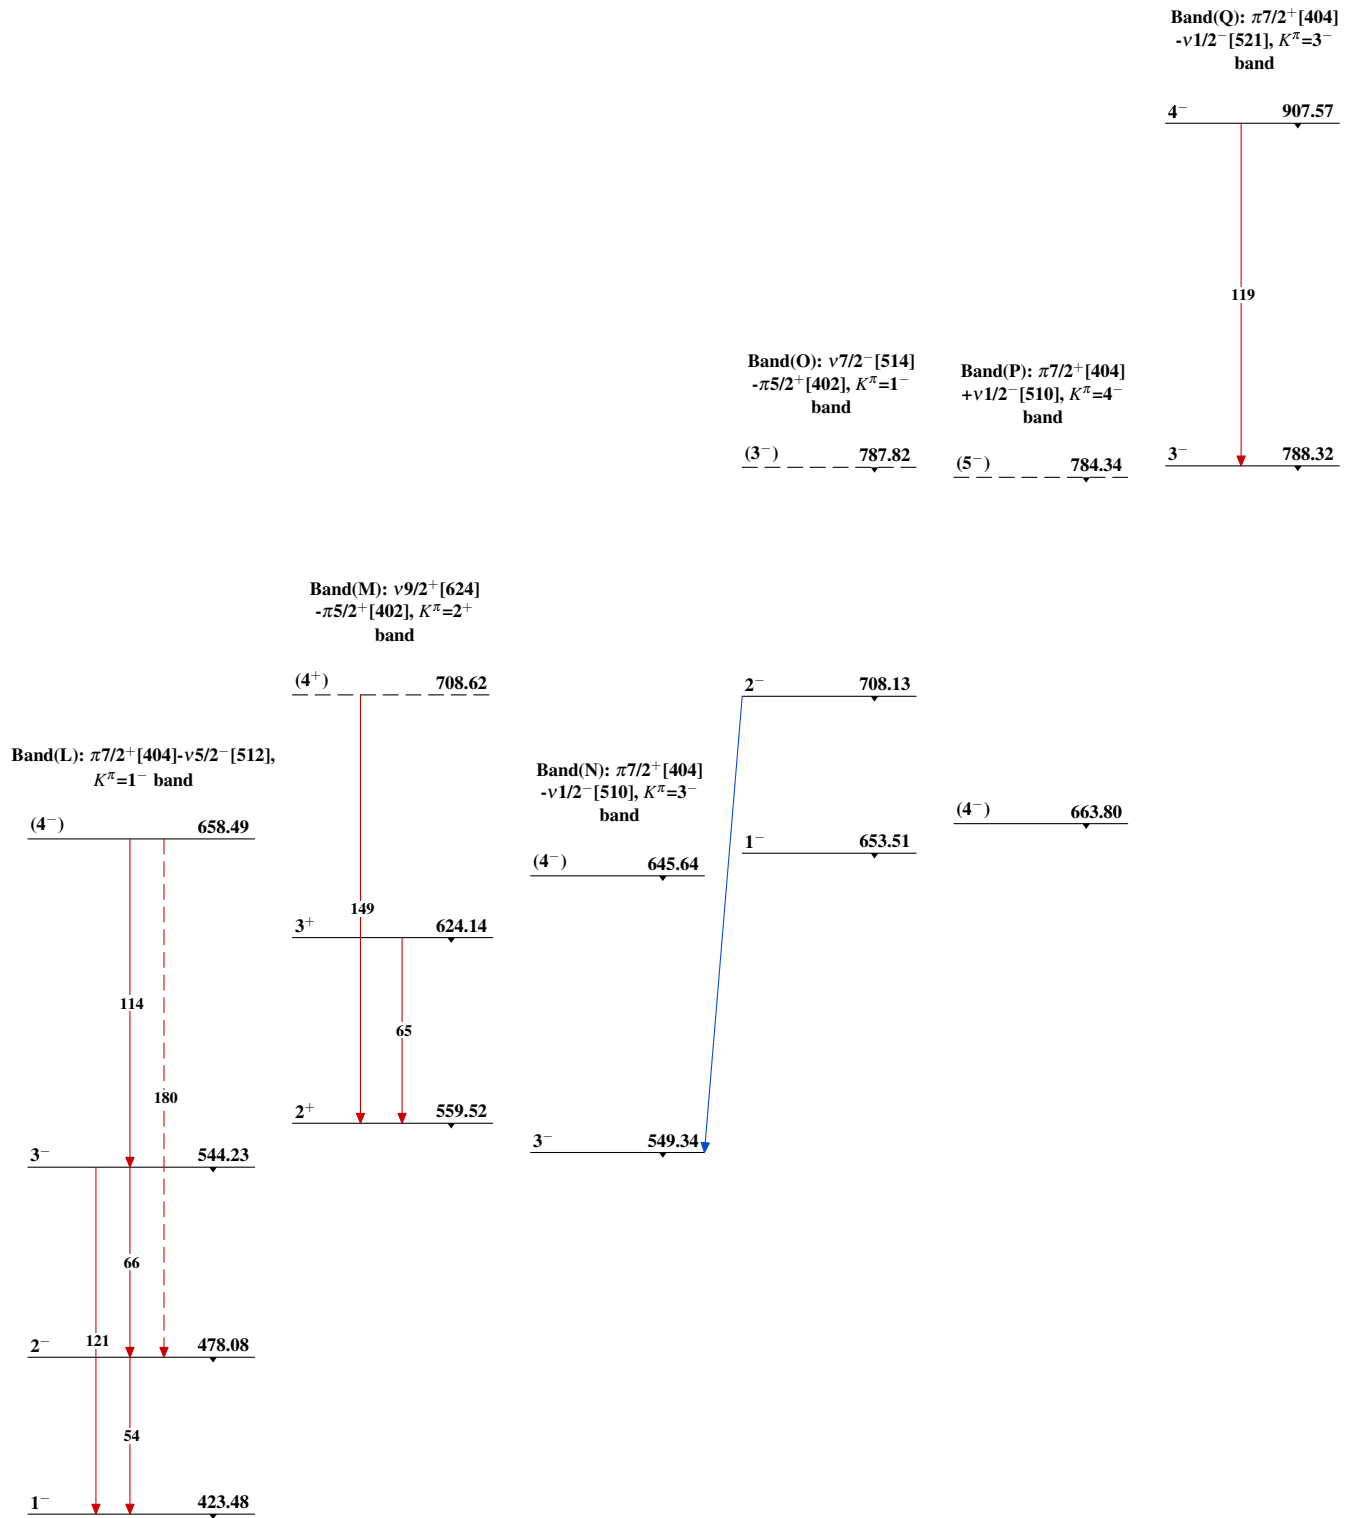 Band(Q): π7/2⁺[404]
-ν1/2⁻[521], K^π=3⁻
band
4⁻ 907.57
119
3⁻ 788.32
Band(O): ν7/2⁻[514]
-π5/2⁺[402], K^π=1⁻
band
(3⁻) 787.82
2⁻ 708.13
1⁻ 653.51
Band(P): π7/2⁺[404]
+ν1/2⁻[510], K^π=4⁻
band
(5⁻) 784.34
(4⁻) 663.80
Band(M): ν9/2⁺[624]
-π5/2⁺[402], K^π=2⁺
band
(4⁺) 708.62
149
3⁺ 624.14
65
2⁺ 559.52
Band(N): π7/2⁺[404]
-ν1/2⁻[510], K^π=3⁻
band
(4⁻) 645.64
3⁻ 549.34
Band(L): π7/2⁺[404]-ν5/2⁻[512],
K^π=1⁻ band
(4⁻) 658.49
114
180
3⁻ 544.23
66
121
2⁻ 478.08
54
1⁻ 423.48